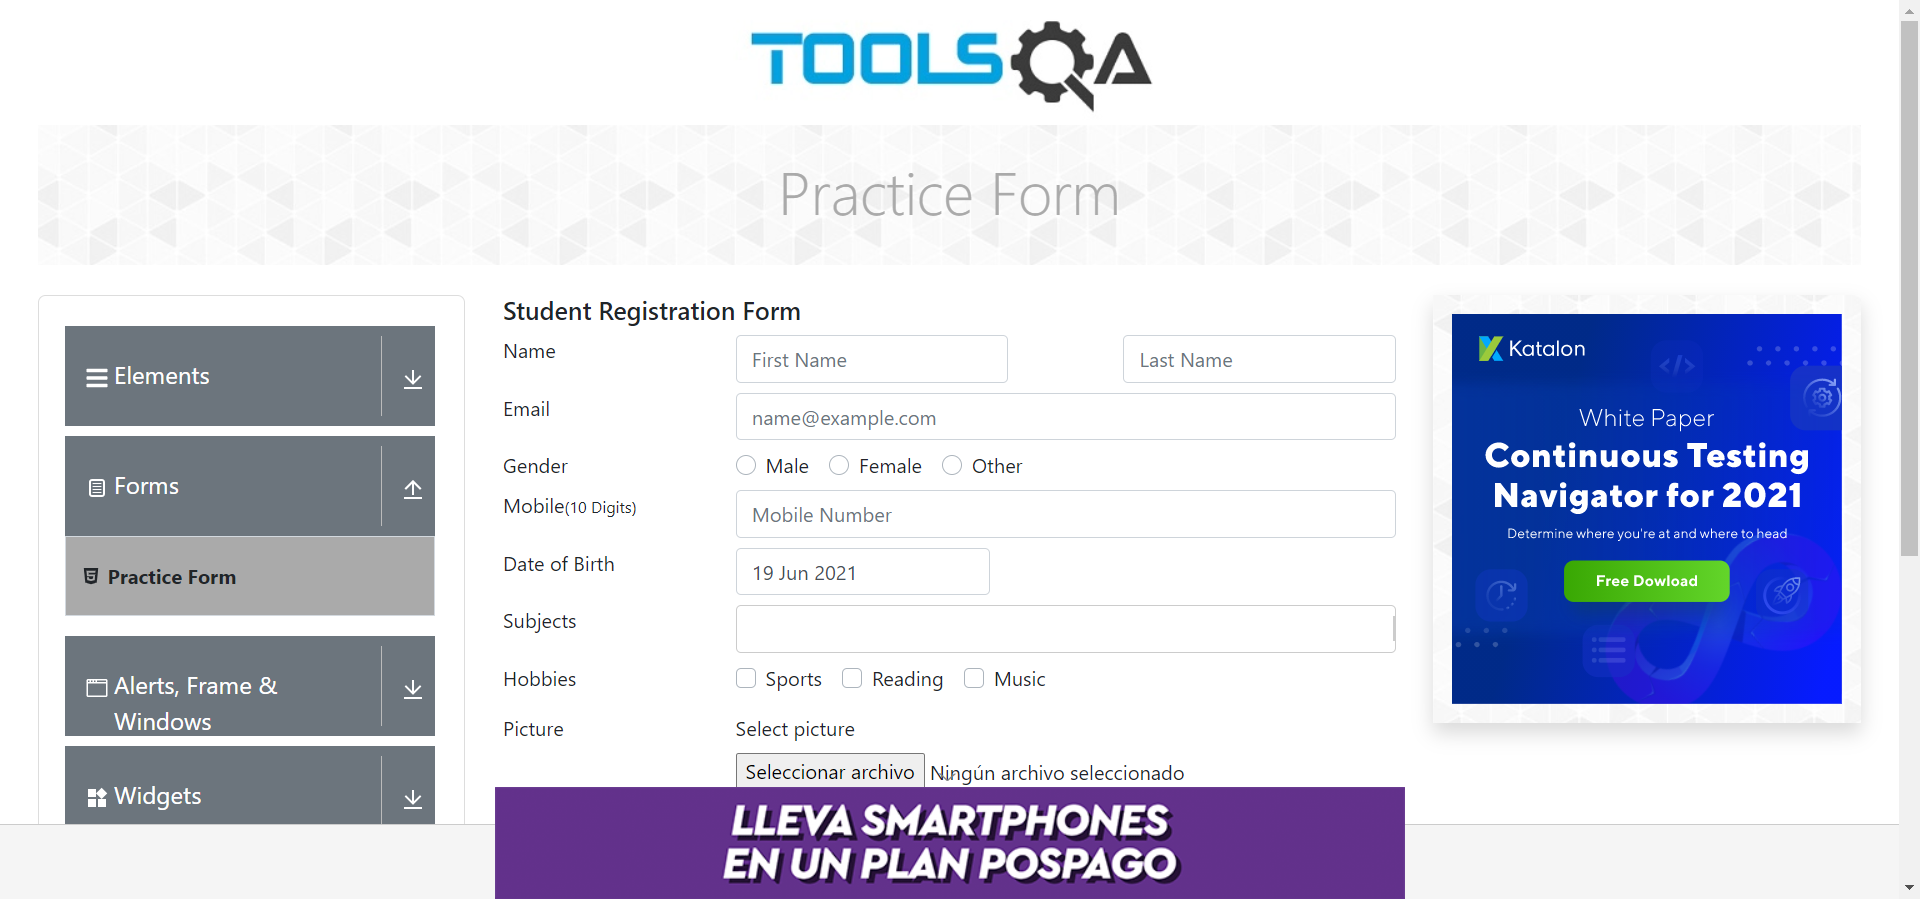 TOOLSQA
Practice Form
Elements
Forms
Practice Form
Alerts, Frame &
Windows
Widgets
Student Registration Form
Name
First Name
Last Name
Email
name@example.com
Gender
Male
Female
Other
Mobile(10 Digits)
Mobile Number
Date of Birth
19 Jun 2021
Subjects
Hobbies
Sports
Reading
Music
Picture
Select picture
Seleccionar archivo
Ningún archivo seleccionado
Katalon
</>
White Paper
Continuous Testing
Navigator for 2021
Determine where you're at and where to head
Free Dowload
LLEVA SMARTPHONES
EN UN PLAN POSPAGO